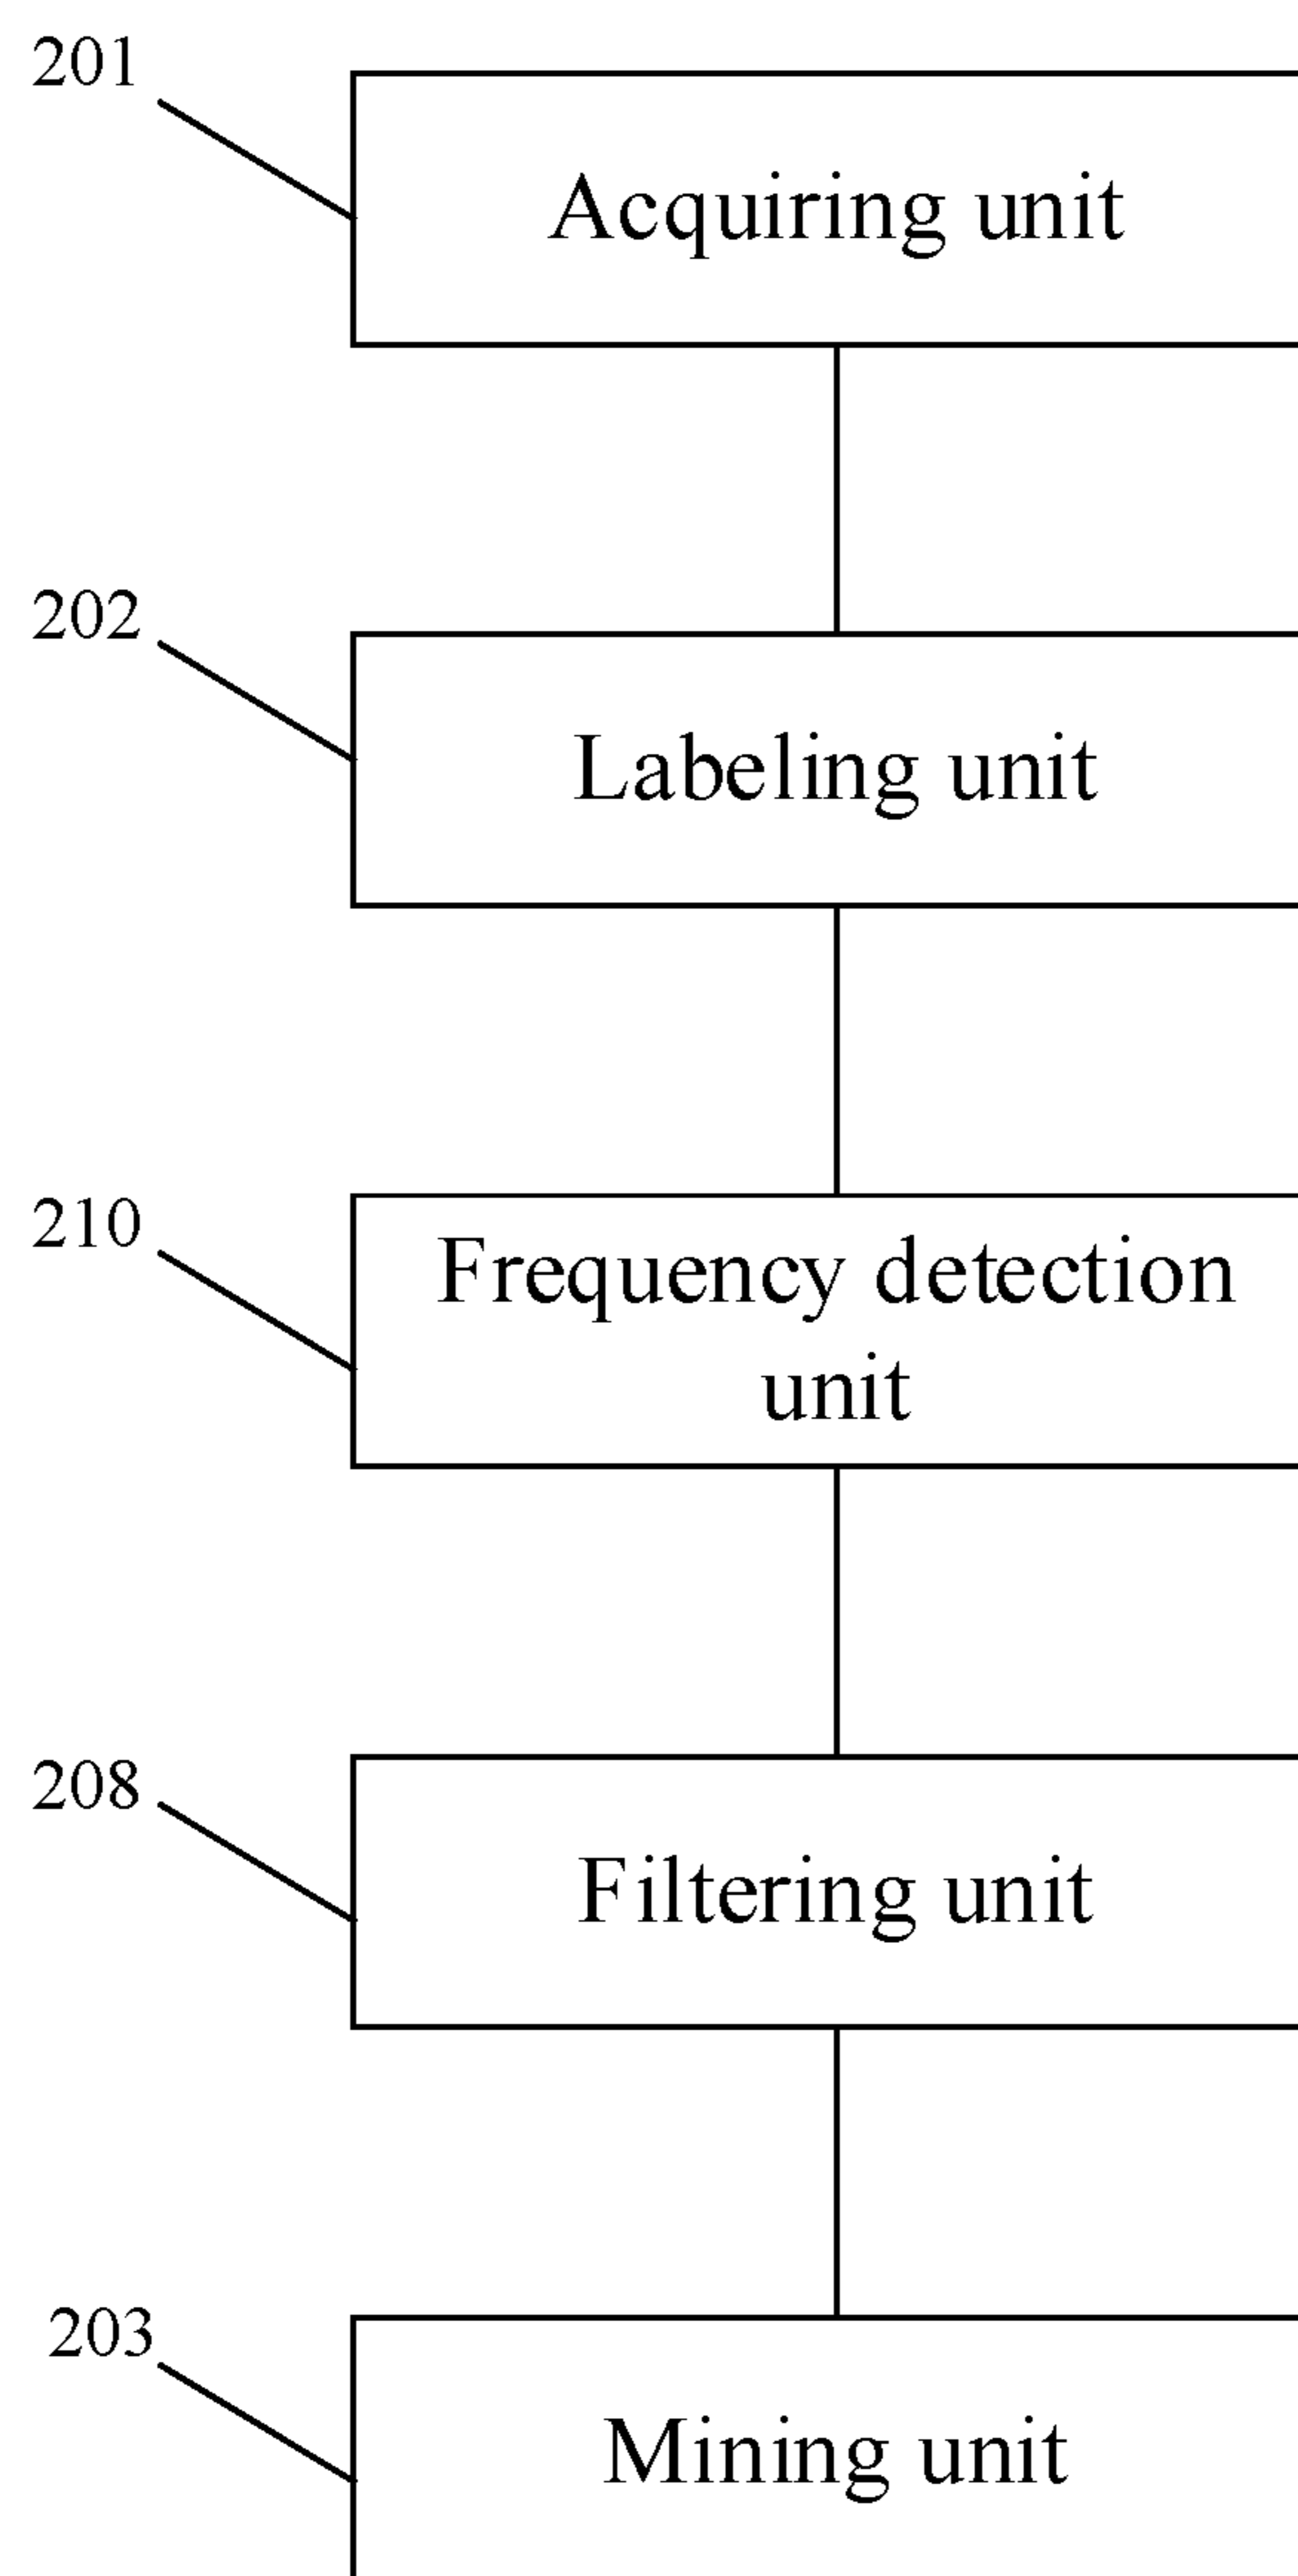 201
Acquiring unit
202
Labeling unit
210
Frequency detection
unit
208
Filtering unit
203
Mining unit